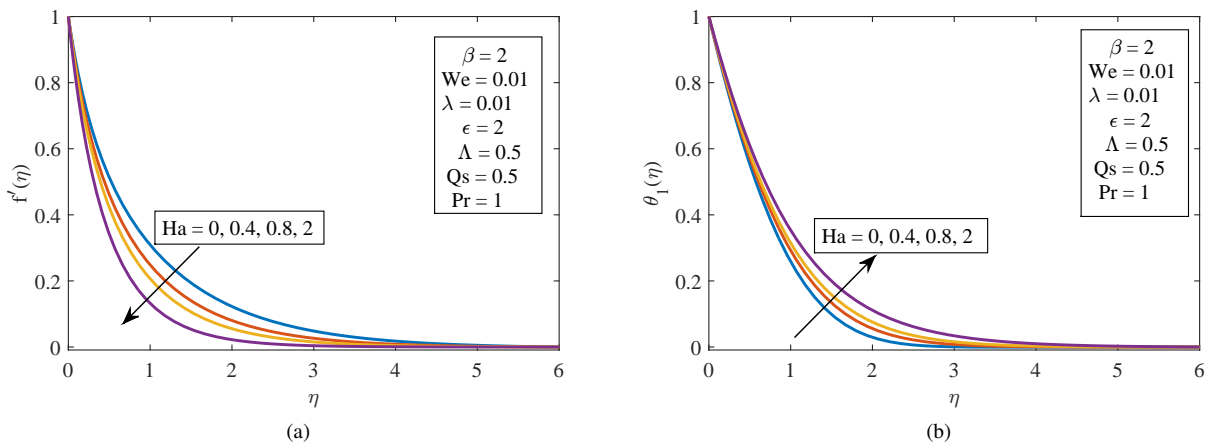 1
0.8
0.6
0.4
0.2
0
f′(η)
β = 2
We = 0.01
λ = 0.01
ϵ = 2
Λ = 0.5
Qs = 0.5
Pr = 1
Ha = 0, 0.4, 0.8, 2
0 1 2 3 4 5 6
η
(a)
1
0.8
0.6
0.4
0.2
0
θ₁(η)
β = 2
We = 0.01
λ = 0.01
ϵ = 2
Λ = 0.5
Qs = 0.5
Pr = 1
Ha = 0, 0.4, 0.8, 2
0 1 2 3 4 5 6
η
(b)